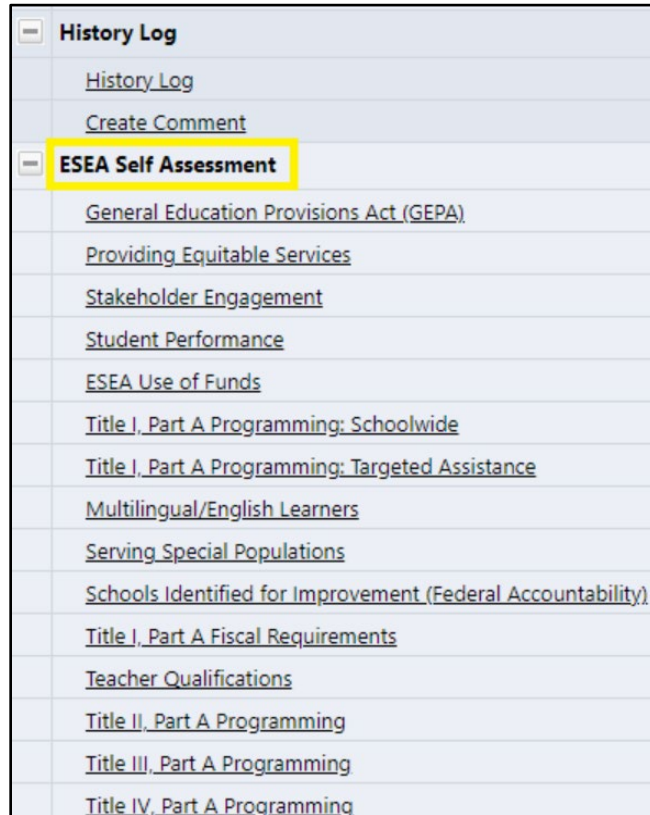 History Log
History Log
Create Comment
ESEA Self Assessment
General Education Provisions Act (GEPA)
Providing Equitable Services
Stakeholder Engagement
Student Performance
ESEA Use of Funds
Title I, Part A Programming: Schoolwide
Title I, Part A Programming: Targeted Assistance
Multilingual/English Learners
Serving Special Populations
Schools Identified for Improvement (Federal Accountability)
Title I, Part A Fiscal Requirements
Teacher Qualifications
Title II, Part A Programming
Title III, Part A Programming
Title IV, Part A Programming